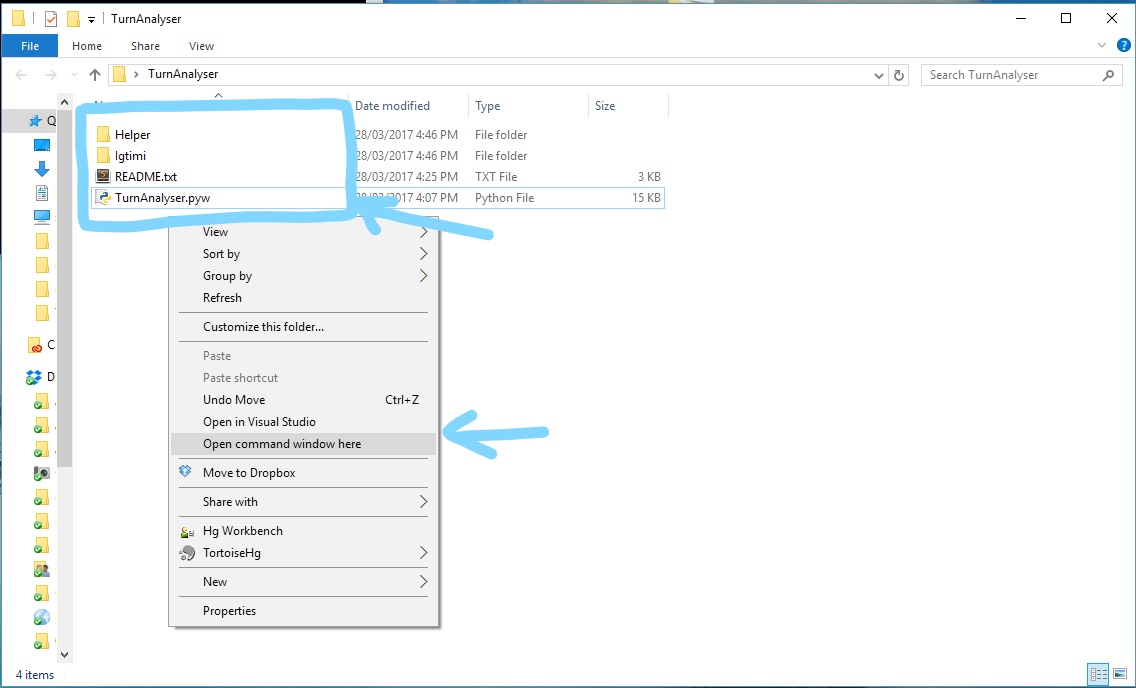 TurnAnalyser
File Home Share View
TurnAnalyser Search TurnAnalyser
Date modified Type Size
Helper 28/03/2017 4:46 PM File folder
Igtimi 28/03/2017 4:46 PM File folder
README.txt 28/03/2017 4:25 PM TXT File 3 KB
TurnAnalyser.pyw 28/03/2017 4:07 PM Python File 15 KB
Q
View
Sort by
Group by
Refresh
Customize this folder...
C
Paste
D
Paste shortcut
Undo Move Ctrl+Z
Open in Visual Studio
Open command window here
Move to Dropbox
Share with
Hg Workbench
TortoiseHg
New
Properties
4 items